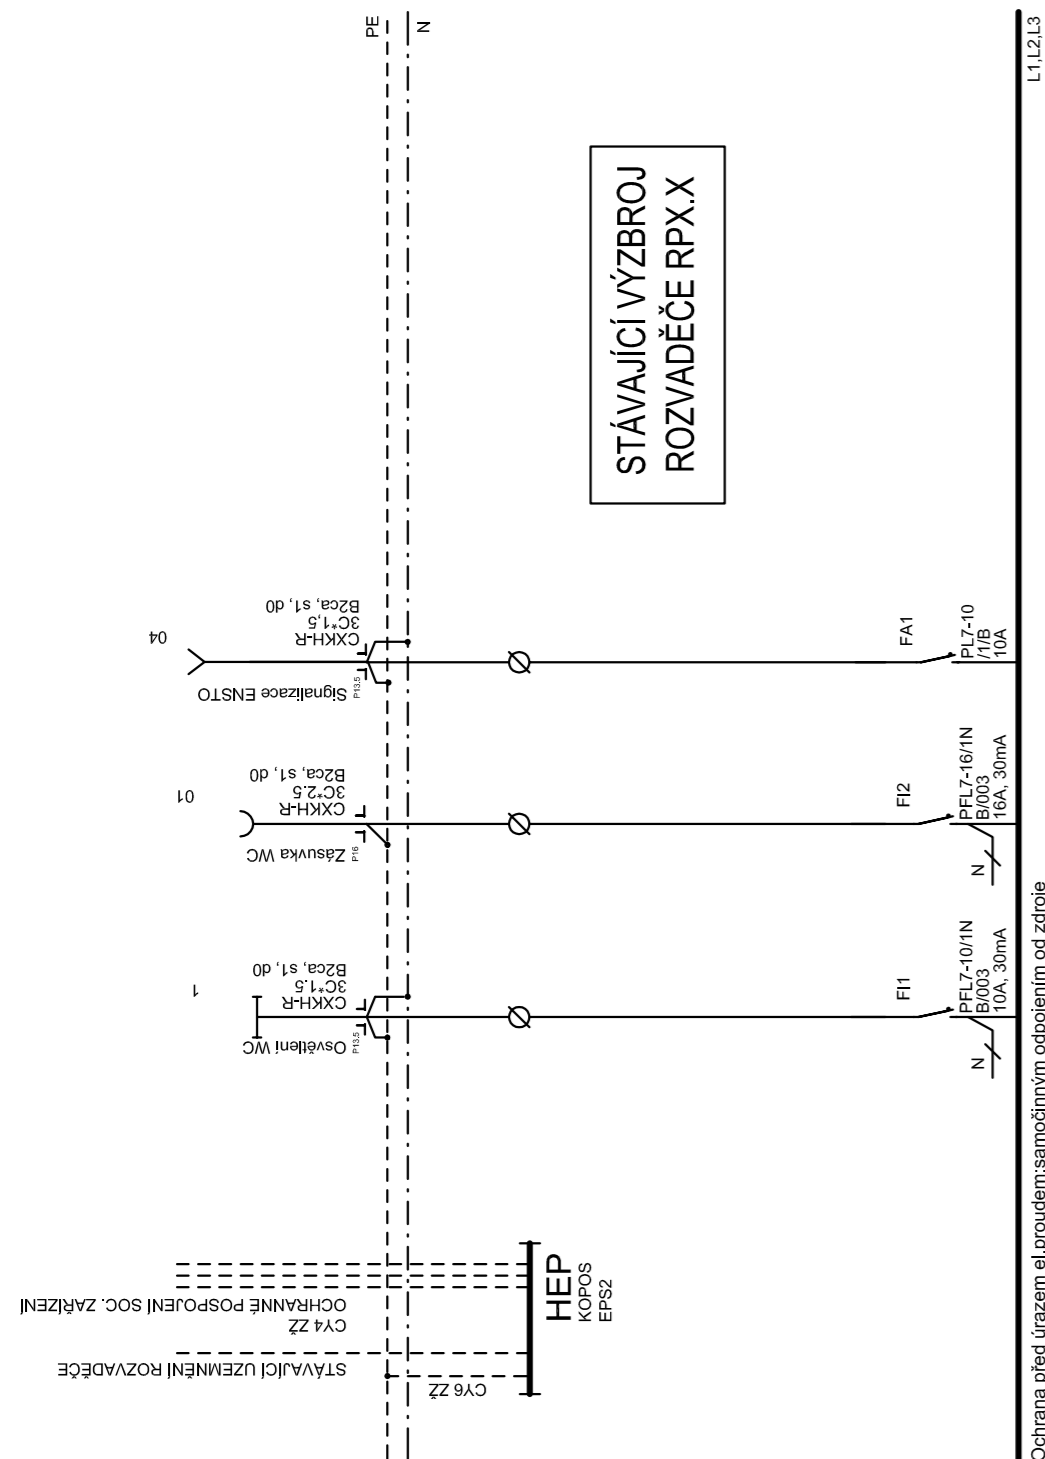 PE
N
L1,L2,L3
STÁVAJÍCÍ VÝZBROJ
ROZVADĚČE RPX.X
04
Signalizace ENSTO
P13.5
CXKH-R
3C*1,5
B2ca, s1, d0
FA1
PL7-10
/1/B
10A
01
Zásuvka WC
P16
CXKH-R
3C*2.5
B2ca, s1, d0
FI2
PFL7-16/1N
B/003
16A, 30mA
N
1
Osvětlení WC
P13.5
CXKH-R
3C*1.5
B2ca, s1, d0
FI1
PFL7-10/1N
B/003
10A, 30mA
N
OCHRANNÉ POSPOJENÍ SOC. ZAŘÍZENÍ
CY4 ZŽ
STÁVAJÍCÍ UZEMNĚNÍ ROZVADĚČE
CY6 ZŽ
HEP
KOPOS
EPS2
Ochrana před úrazem el.proudem:samočinným odpojením od zdroje